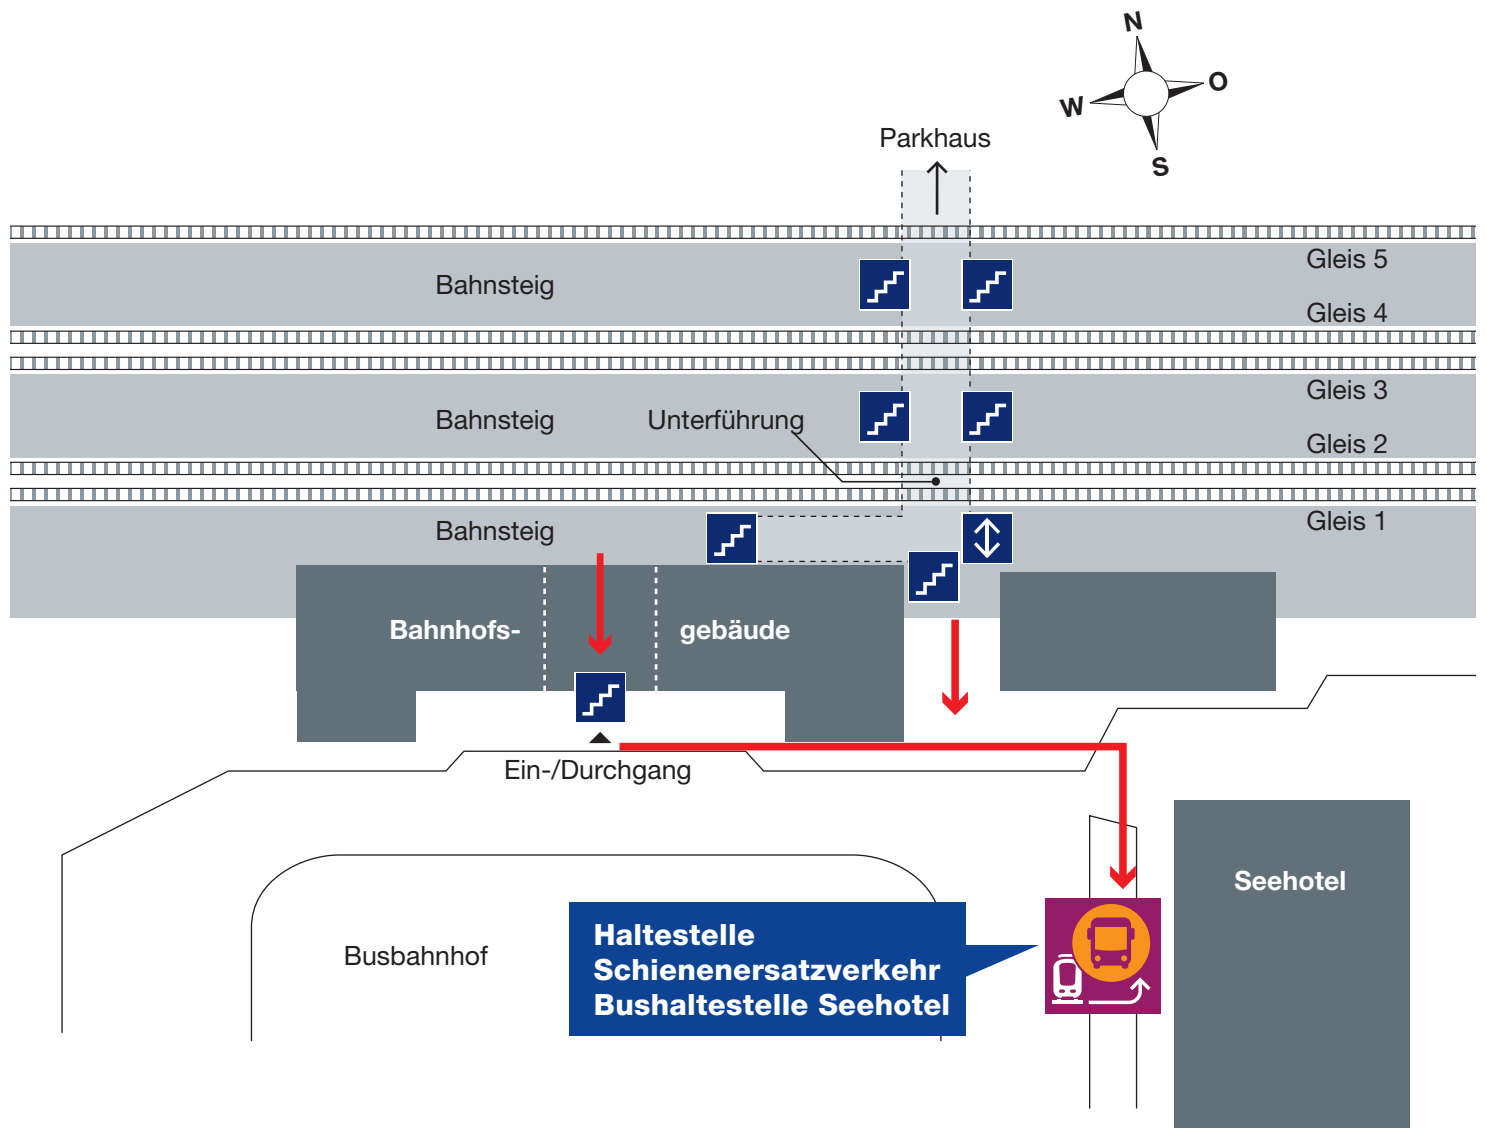 N
O
W
S
Parkhaus
Gleis 5
Bahnsteig
Gleis 4
Gleis 3
Bahnsteig
Unterführung
Gleis 2
Gleis 1
Bahnsteig
Bahnhofs-
gebäude
Ein-/Durchgang
Seehotel
Busbahnhof
Haltestelle
Schienenersatzverkehr
Bushaltestelle Seehotel